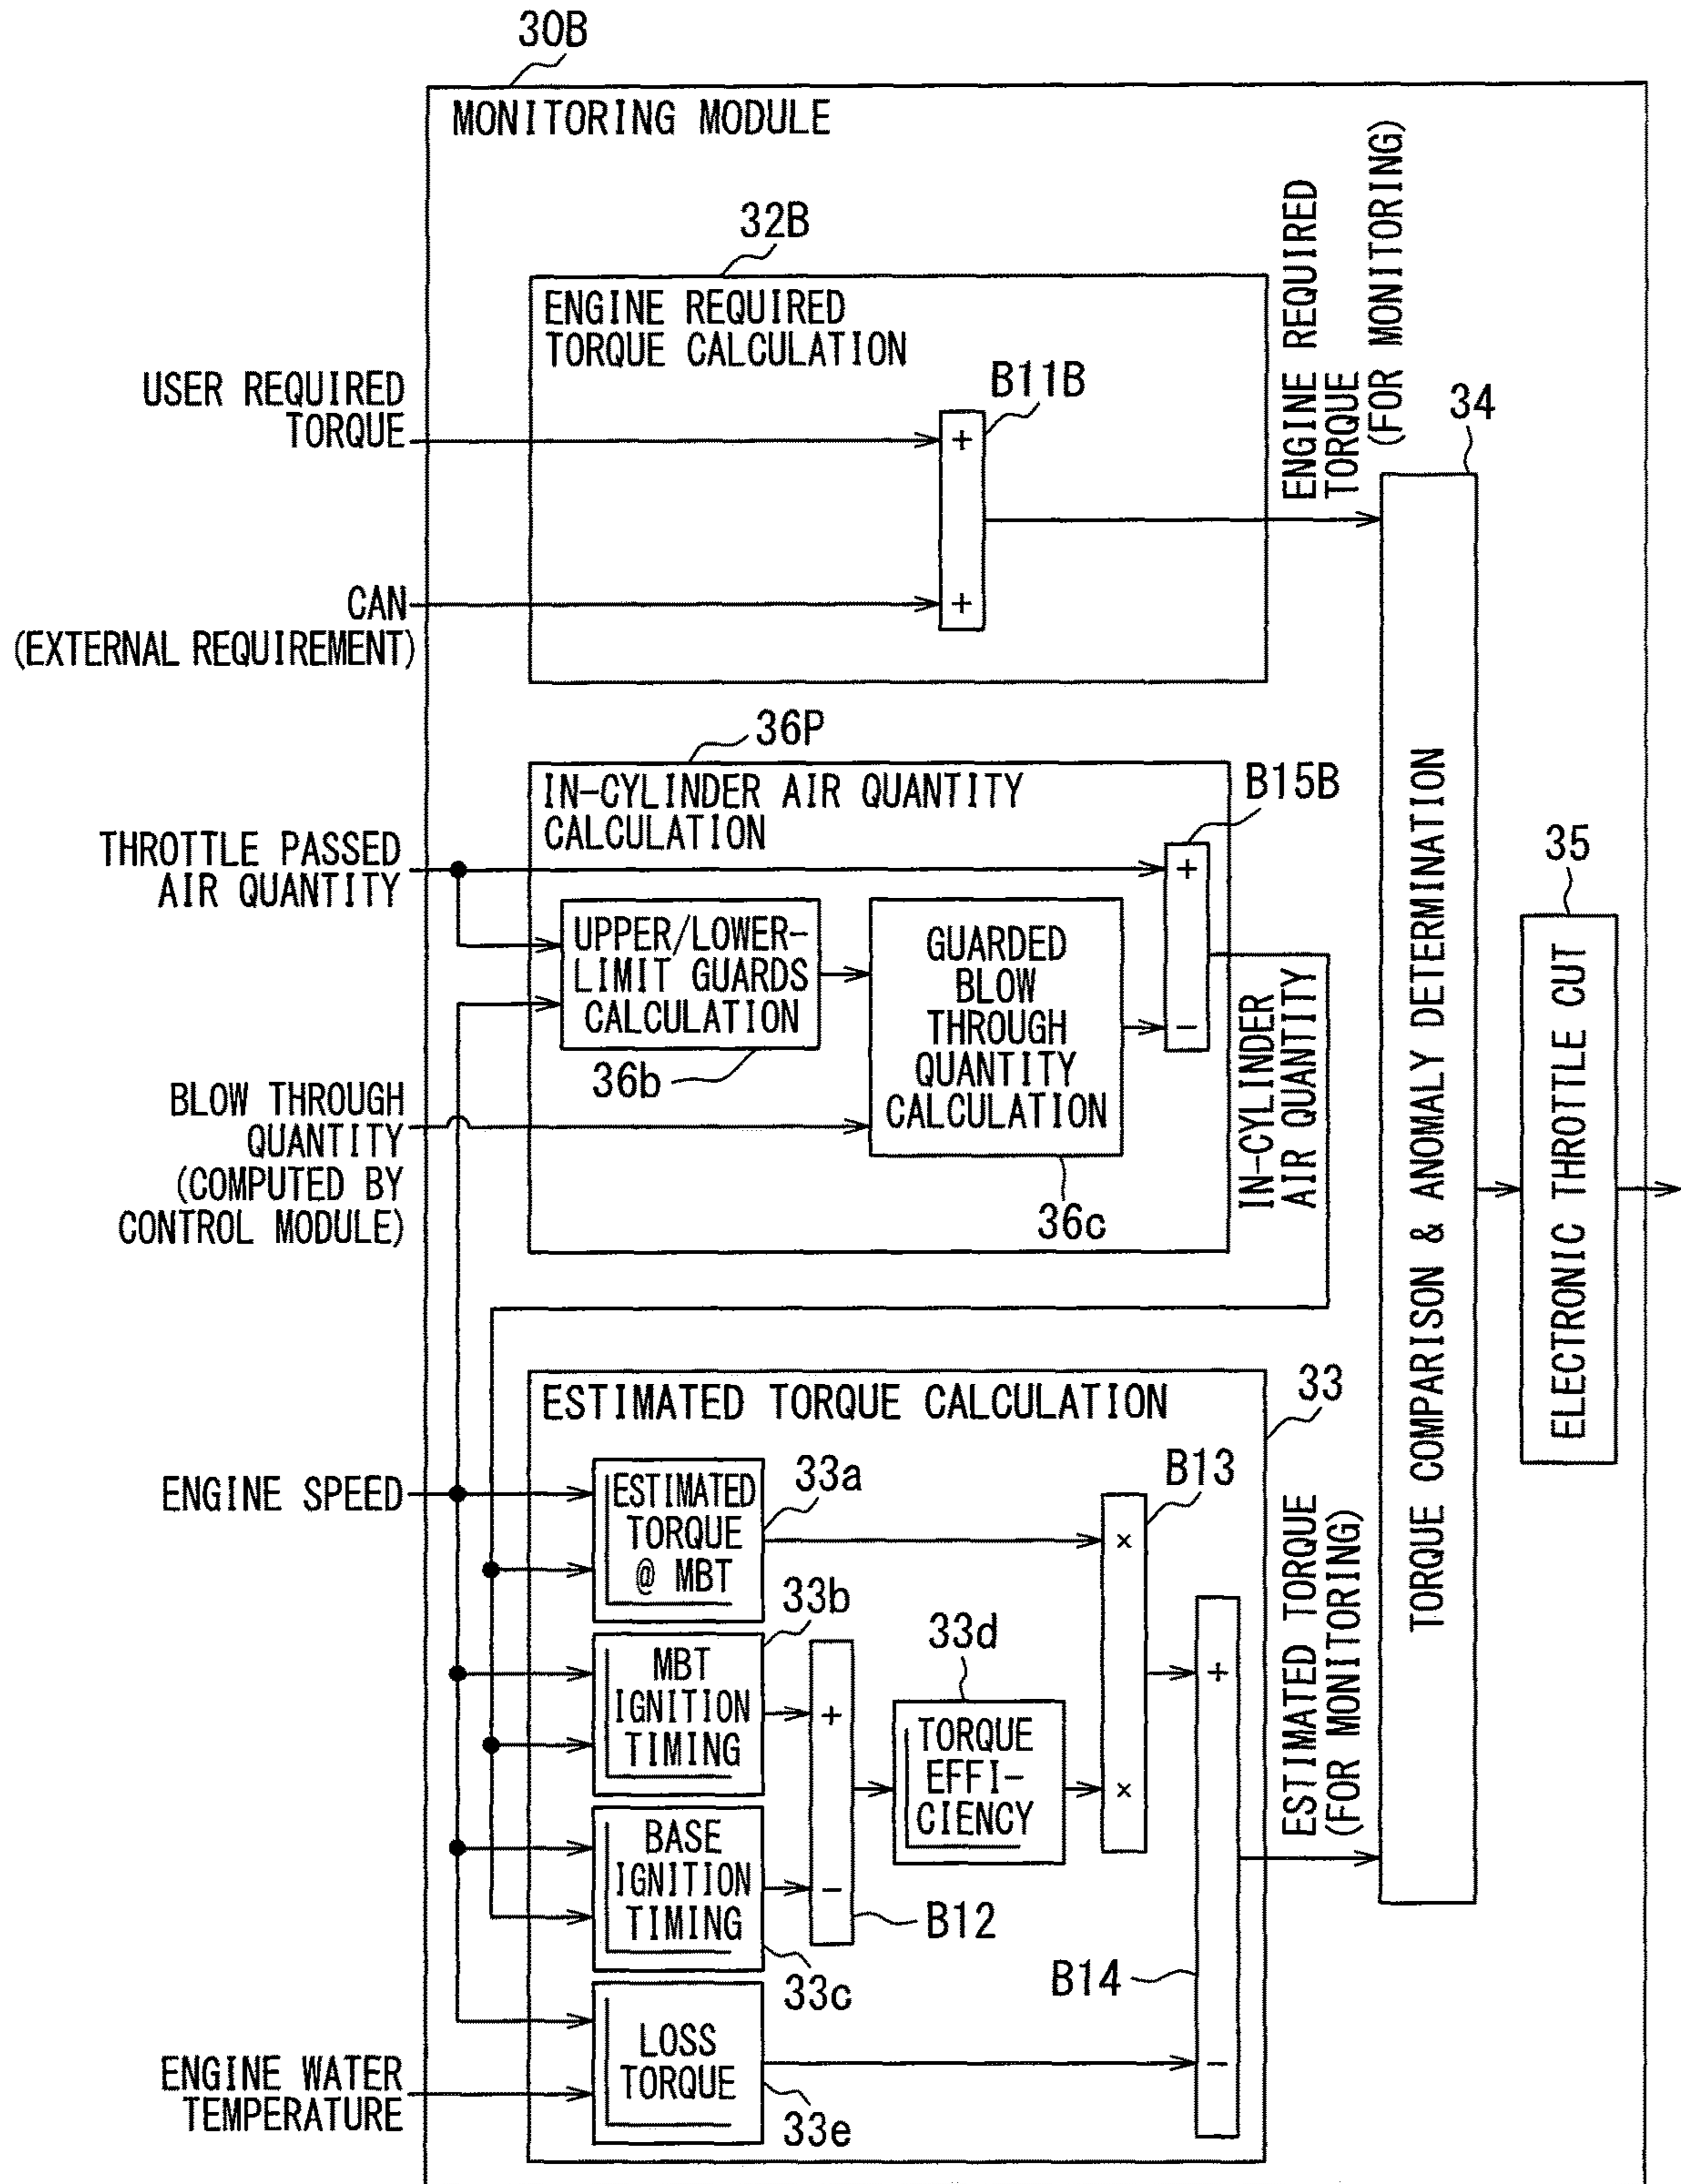 30B
MONITORING MODULE
32B
ENGINE REQUIRED
TORQUE CALCULATION
B11B
USER REQUIRED
TORQUE
+
CAN
(EXTERNAL REQUIREMENT)
+
ENGINE REQUIRED
TORQUE
(FOR MONITORING)
34
TORQUE COMPARISON & ANOMALY DETERMINATION
35
ELECTRONIC THROTTLE CUT
36P
IN-CYLINDER AIR QUANTITY
CALCULATION
B15B
THROTTLE PASSED
AIR QUANTITY
+
UPPER/LOWER-
LIMIT GUARDS
CALCULATION
36b
GUARDED
BLOW
THROUGH
QUANTITY
CALCULATION
36c
−
IN-CYLINDER
AIR QUANTITY
BLOW THROUGH
QUANTITY
(COMPUTED BY
CONTROL MODULE)
ESTIMATED TORQUE CALCULATION
33
ENGINE SPEED
ESTIMATED
TORQUE
@ MBT
33a
B13
×
MBT
IGNITION
TIMING
33b
+
33d
TORQUE
EFFI-
CIENCY
×
+
BASE
IGNITION
TIMING
33c
−
B12
B14
ESTIMATED TORQUE
(FOR MONITORING)
ENGINE WATER
TEMPERATURE
LOSS
TORQUE
33e
−